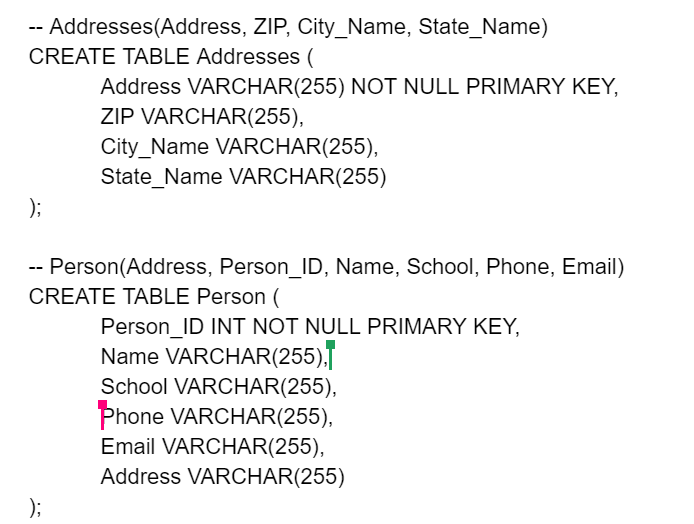 -- Addresses(Address, ZIP, City_Name, State_Name)
CREATE TABLE Addresses (
Address VARCHAR(255) NOT NULL PRIMARY KEY,
ZIP VARCHAR(255),
City_Name VARCHAR(255),
State_Name VARCHAR(255)
);
-- Person(Address, Person_ID, Name, School, Phone, Email)
CREATE TABLE Person (
Person_ID INT NOT NULL PRIMARY KEY,
Name VARCHAR(255),
School VARCHAR(255),
Phone VARCHAR(255),
Email VARCHAR(255),
Address VARCHAR(255)
);